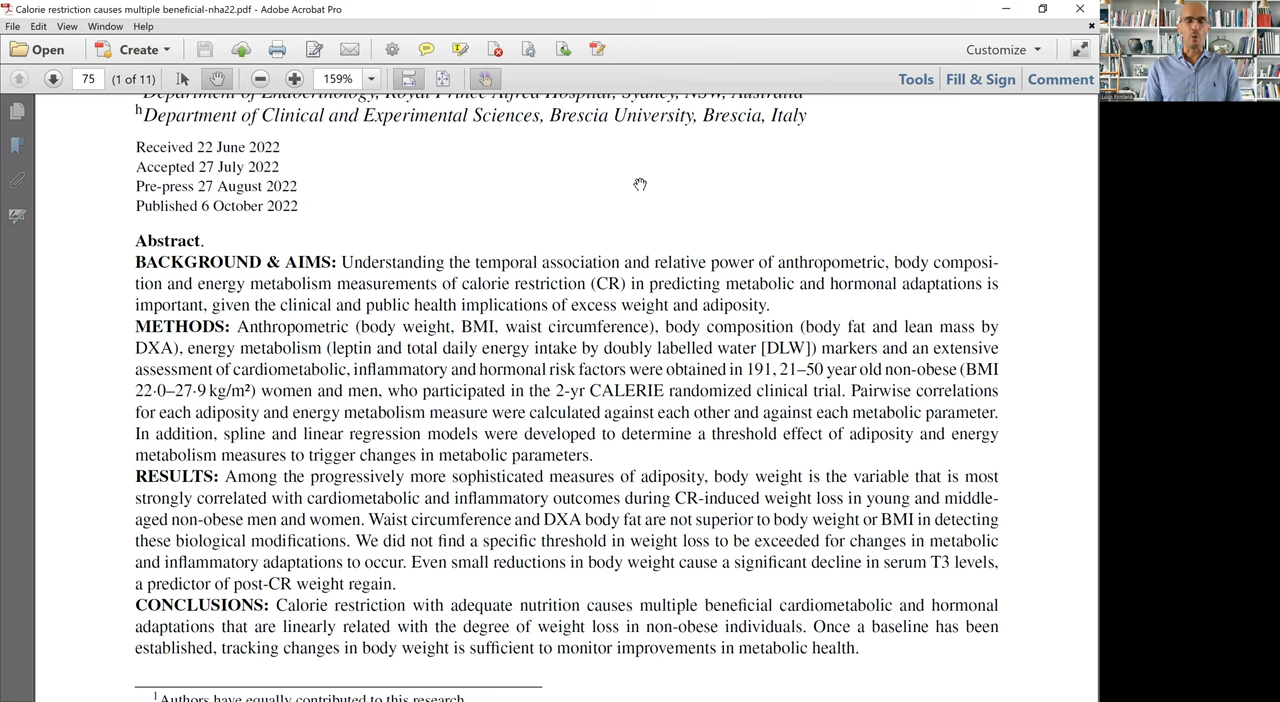 Calorie restriction causes multiple beneficial-nha22.pdf - Adobe Acrobat Pro
File Edit View Window Help
Open Create Customize
75 (1 of 11) 159% Tools Fill & Sign Comment
Department of Endocrinology, Royal Prince Alfred Hospital, Sydney, NSW, Australia
hDepartment of Clinical and Experimental Sciences, Brescia University, Brescia, Italy
Received 22 June 2022
Accepted 27 July 2022
Pre-press 27 August 2022
Published 6 October 2022
Abstract.
BACKGROUND & AIMS: Understanding the temporal association and relative power of anthropometric, body composi-
tion and energy metabolism measurements of calorie restriction (CR) in predicting metabolic and hormonal adaptations is
important, given the clinical and public health implications of excess weight and adiposity.
METHODS: Anthropometric (body weight, BMI, waist circumference), body composition (body fat and lean mass by
DXA), energy metabolism (leptin and total daily energy intake by doubly labelled water [DLW]) markers and an extensive
assessment of cardiometabolic, inflammatory and hormonal risk factors were obtained in 191, 21–50 year old non-obese (BMI
22·0–27·9 kg/m²) women and men, who participated in the 2-yr CALERIE randomized clinical trial. Pairwise correlations
for each adiposity and energy metabolism measure were calculated against each other and against each metabolic parameter.
In addition, spline and linear regression models were developed to determine a threshold effect of adiposity and energy
metabolism measures to trigger changes in metabolic parameters.
RESULTS: Among the progressively more sophisticated measures of adiposity, body weight is the variable that is most
strongly correlated with cardiometabolic and inflammatory outcomes during CR-induced weight loss in young and middle-
aged non-obese men and women. Waist circumference and DXA body fat are not superior to body weight or BMI in detecting
these biological modifications. We did not find a specific threshold in weight loss to be exceeded for changes in metabolic
and inflammatory adaptations to occur. Even small reductions in body weight cause a significant decline in serum T3 levels,
a predictor of post-CR weight regain.
CONCLUSIONS: Calorie restriction with adequate nutrition causes multiple beneficial cardiometabolic and hormonal
adaptations that are linearly related with the degree of weight loss in non-obese individuals. Once a baseline has been
established, tracking changes in body weight is sufficient to monitor improvements in metabolic health.
1Authors have equally contributed to this research.